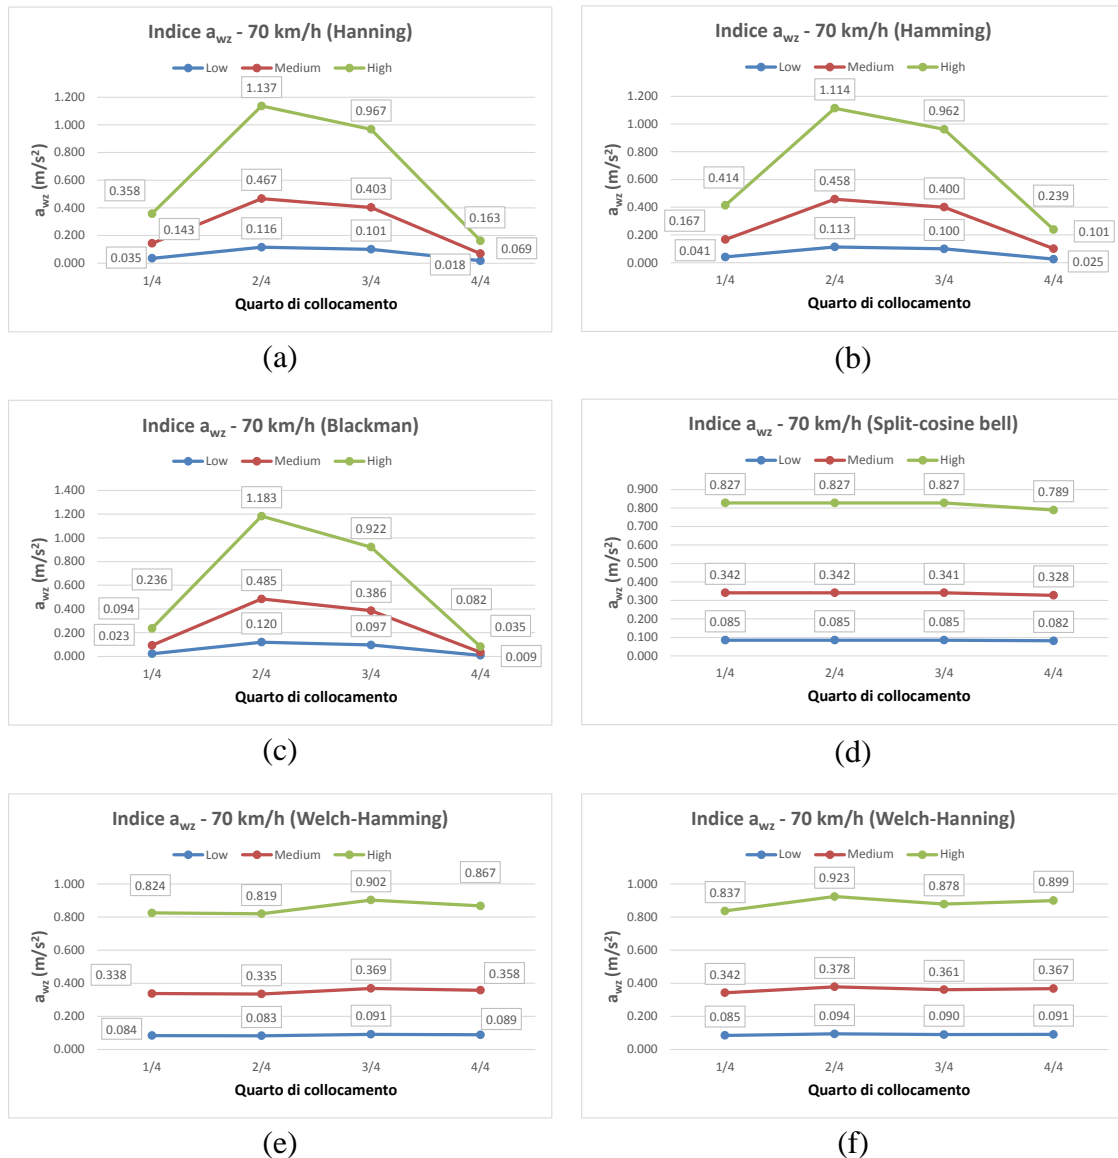 Indice awz - 70 km/h (Hanning)
Low Medium High
1.137
0.967
0.358
0.467
0.403
0.163
0.143
0.116
0.101
0.069
0.035
0.018
1.200
1.000
0.800
0.600
0.400
0.200
0.000
awz (m/s²)
1/4 2/4 3/4 4/4
Quarto di collocamento
(a)
Indice awz - 70 km/h (Hamming)
Low Medium High
1.114
0.962
0.414
0.458
0.400
0.239
0.167
0.113
0.100
0.101
0.041
0.025
1.200
1.000
0.800
0.600
0.400
0.200
0.000
awz (m/s²)
1/4 2/4 3/4 4/4
Quarto di collocamento
(b)
Indice awz - 70 km/h (Blackman)
Low Medium High
1.183
0.922
0.236
0.485
0.386
0.082
0.094
0.120
0.097
0.035
0.023
0.009
1.400
1.200
1.000
0.800
0.600
0.400
0.200
0.000
awz (m/s²)
1/4 2/4 3/4 4/4
Quarto di collocamento
(c)
Indice awz - 70 km/h (Split-cosine bell)
Low Medium High
0.827 0.827 0.827 0.789
0.342 0.342 0.341 0.328
0.085 0.085 0.085 0.082
0.900
0.800
0.700
0.600
0.500
0.400
0.300
0.200
0.100
0.000
awz (m/s²)
1/4 2/4 3/4 4/4
Quarto di collocamento
(d)
Indice awz - 70 km/h (Welch-Hamming)
Low Medium High
0.824 0.819 0.902 0.867
0.338 0.335 0.369 0.358
0.084 0.083 0.091 0.089
1.000
0.800
0.600
0.400
0.200
0.000
awz (m/s²)
1/4 2/4 3/4 4/4
Quarto di collocamento
(e)
Indice awz - 70 km/h (Welch-Hanning)
Low Medium High
0.837 0.923 0.878 0.899
0.342 0.378 0.361 0.367
0.085 0.094 0.090 0.091
1.000
0.800
0.600
0.400
0.200
0.000
awz (m/s²)
1/4 2/4 3/4 4/4
Quarto di collocamento
(f)